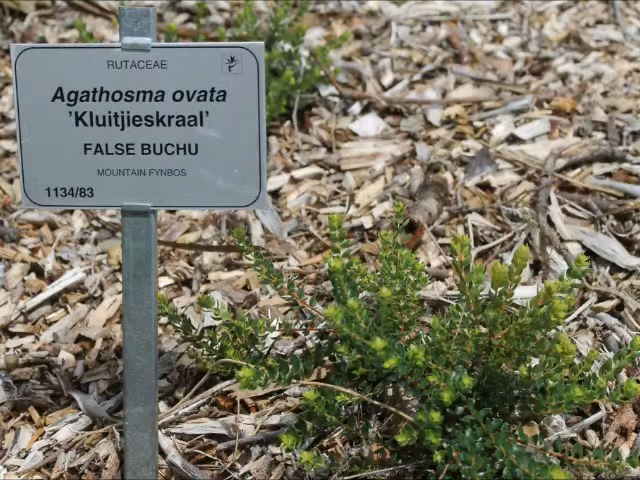 RUTACEAE
Agathosma ovata
'Kluitjieskraal'
FALSE BUCHU
MOUNTAIN FYNBOS
1134/83